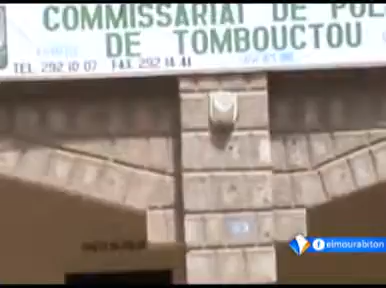 COMMISSARIAT DE POL
DE TOMBOUCTOU
TEL. 292 10 07 FAX. 292 14 41
elmourabiton